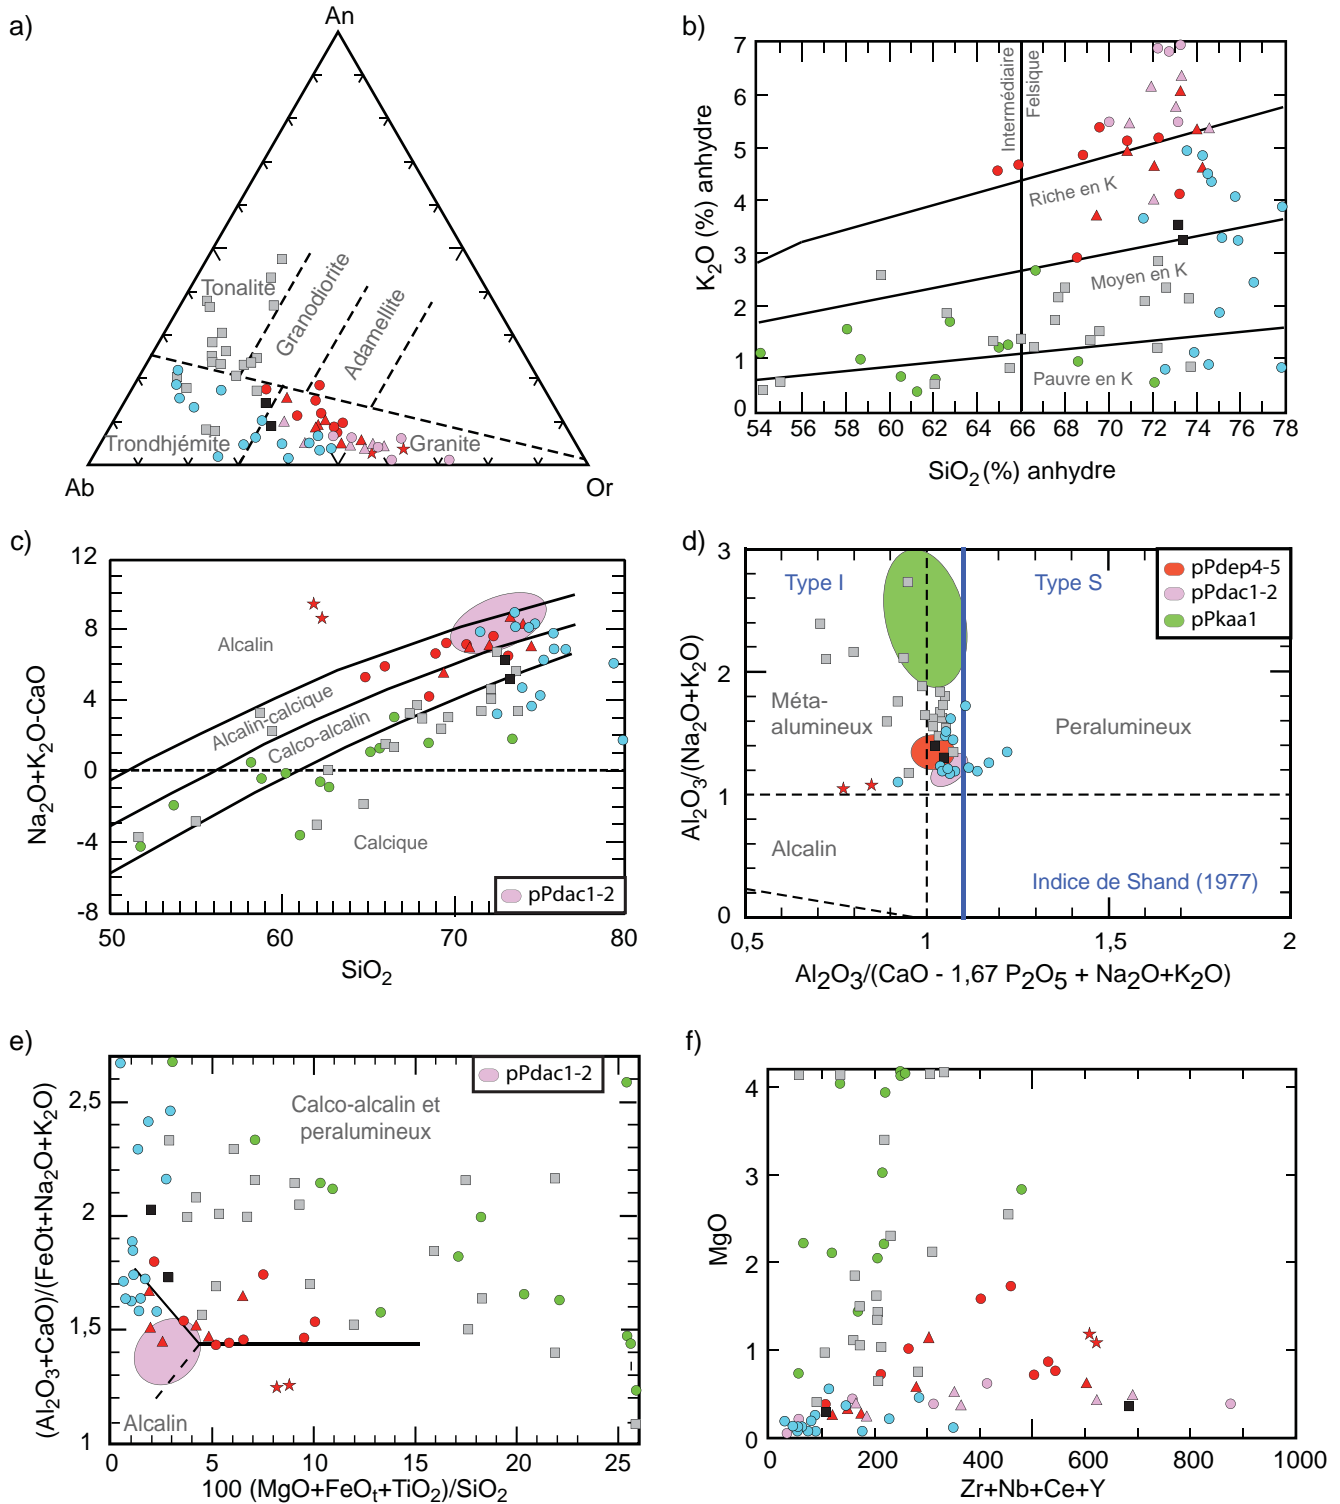 a)
An
Tonalite
Granodiorite
Adamellite
Trondhjémite
Granite
Ab
Or
b)
7
6
5
4
3
2
1
0
K2O (%) anhydre
Intermédiaire
Felsique
Riche en K
Moyen en K
Pauvre en K
54 56 58 60 62 64 66 68 70 72 74 76 78
SiO2 (%) anhydre
c)
12
8
4
0
-4
-8
Na2O+K2O-CaO
Alcalin
Alcalin-calcique
Calco-alcalin
Calcique
pPdac1-2
50 60 70 80
SiO2
d)
3
2
1
0
Al2O3/(Na2O+K2O)
Type I
Type S
pPdep4-5
pPdac1-2
pPkaa1
Méta-
alumineux
Peralumineux
Alcalin
Indice de Shand (1977)
0,5 1 1,5 2
Al2O3/(CaO - 1,67 P2O5 + Na2O+K2O)
e)
2,5
2
1,5
1
(Al2O3+CaO)/(FeOt+Na2O+K2O)
pPdac1-2
Calco-alcalin et
peralumineux
Alcalin
0 5 10 15 20 25
100 (MgO+FeOt+TiO2)/SiO2
f)
4
3
2
1
0
MgO
0 200 400 600 800 1000
Zr+Nb+Ce+Y